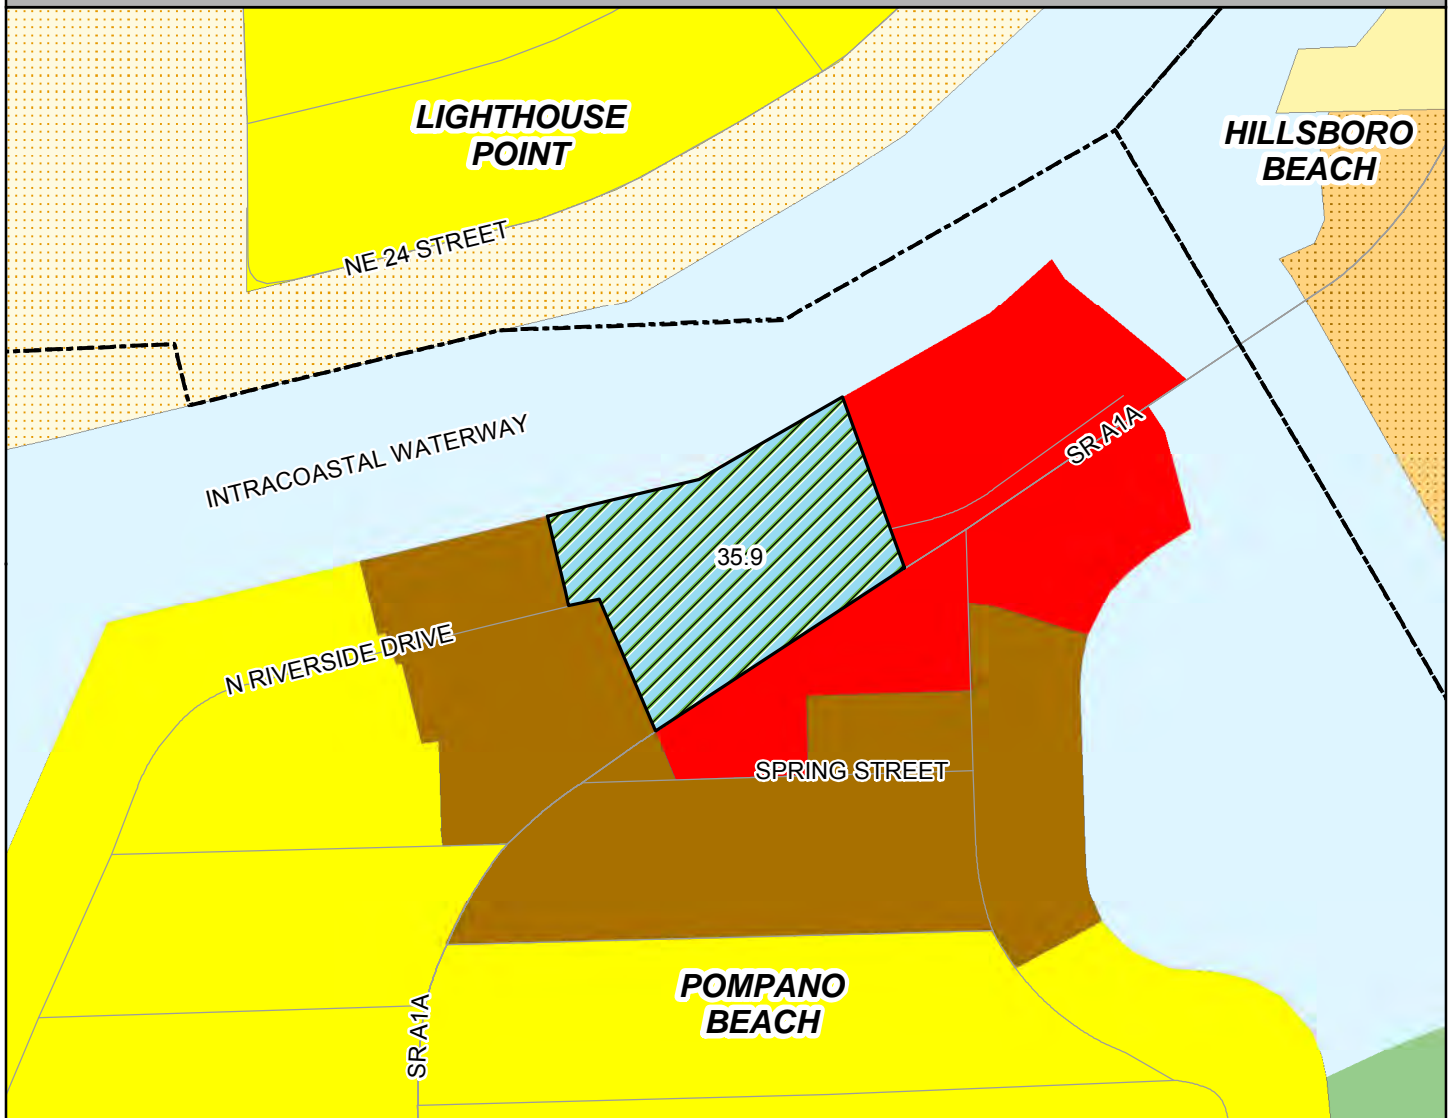 LIGHTHOUSE
POINT
HILLSBORO
BEACH
NE 24 STREET
SR A1A
INTRACOASTAL WATERWAY
35.9
N RIVERSIDE DRIVE
SPRING STREET
POMPANO
BEACH
SR A1A